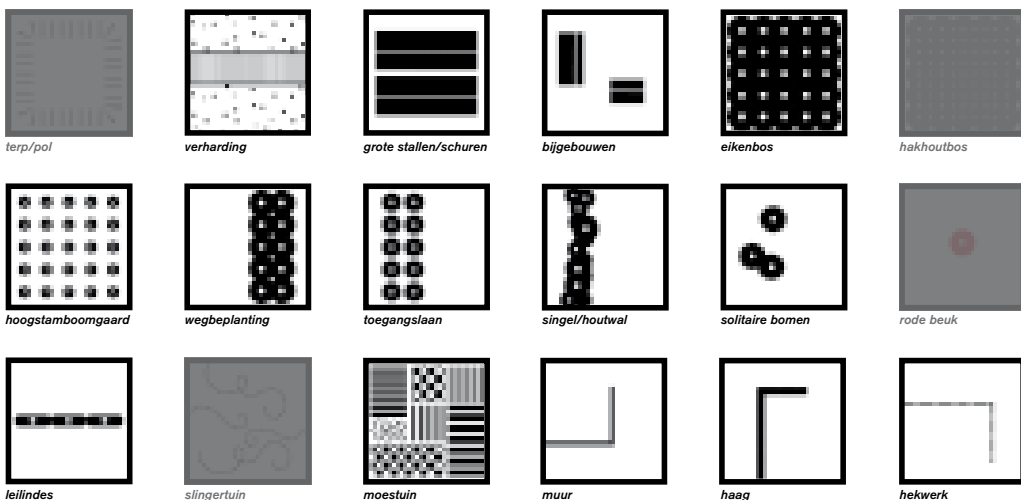 terp/pol
verharding
grote stallen/schuren
bijgebouwen
eikenbos
hakhoutbos
hoogstamboomgaard
wegbeplanting
toegangslaan
singel/houtwal
solitaire bomen
rode beuk
leilindes
slingertuin
moestuin
muur
haag
hekwerk